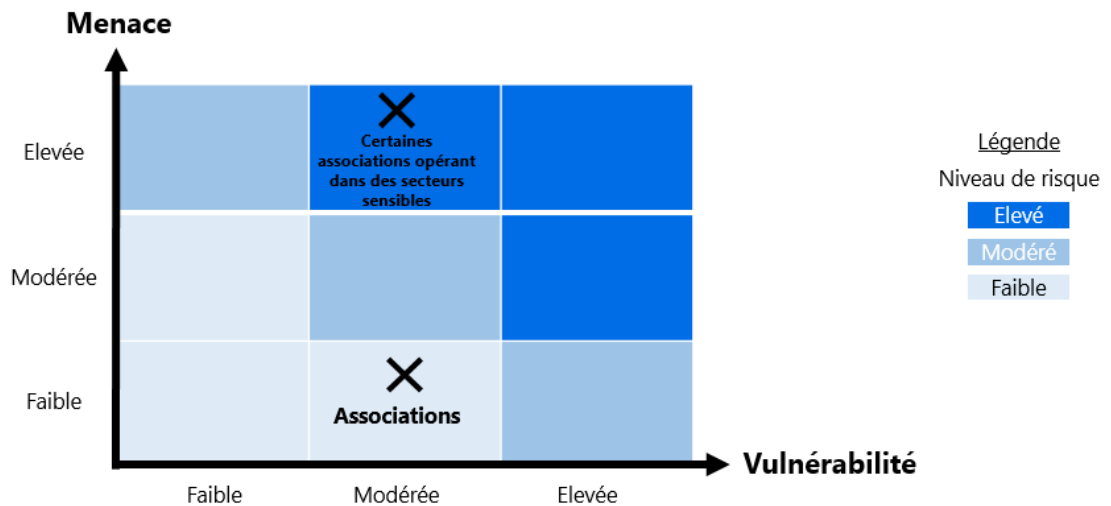 Menace
Elevée
Certaines
associations opérant
dans des secteurs
sensibles
Légende
Niveau de risque
Elevé
Modéré
Faible
Modérée
Faible
Associations
Vulnérabilité
Faible
Modérée
Elevée